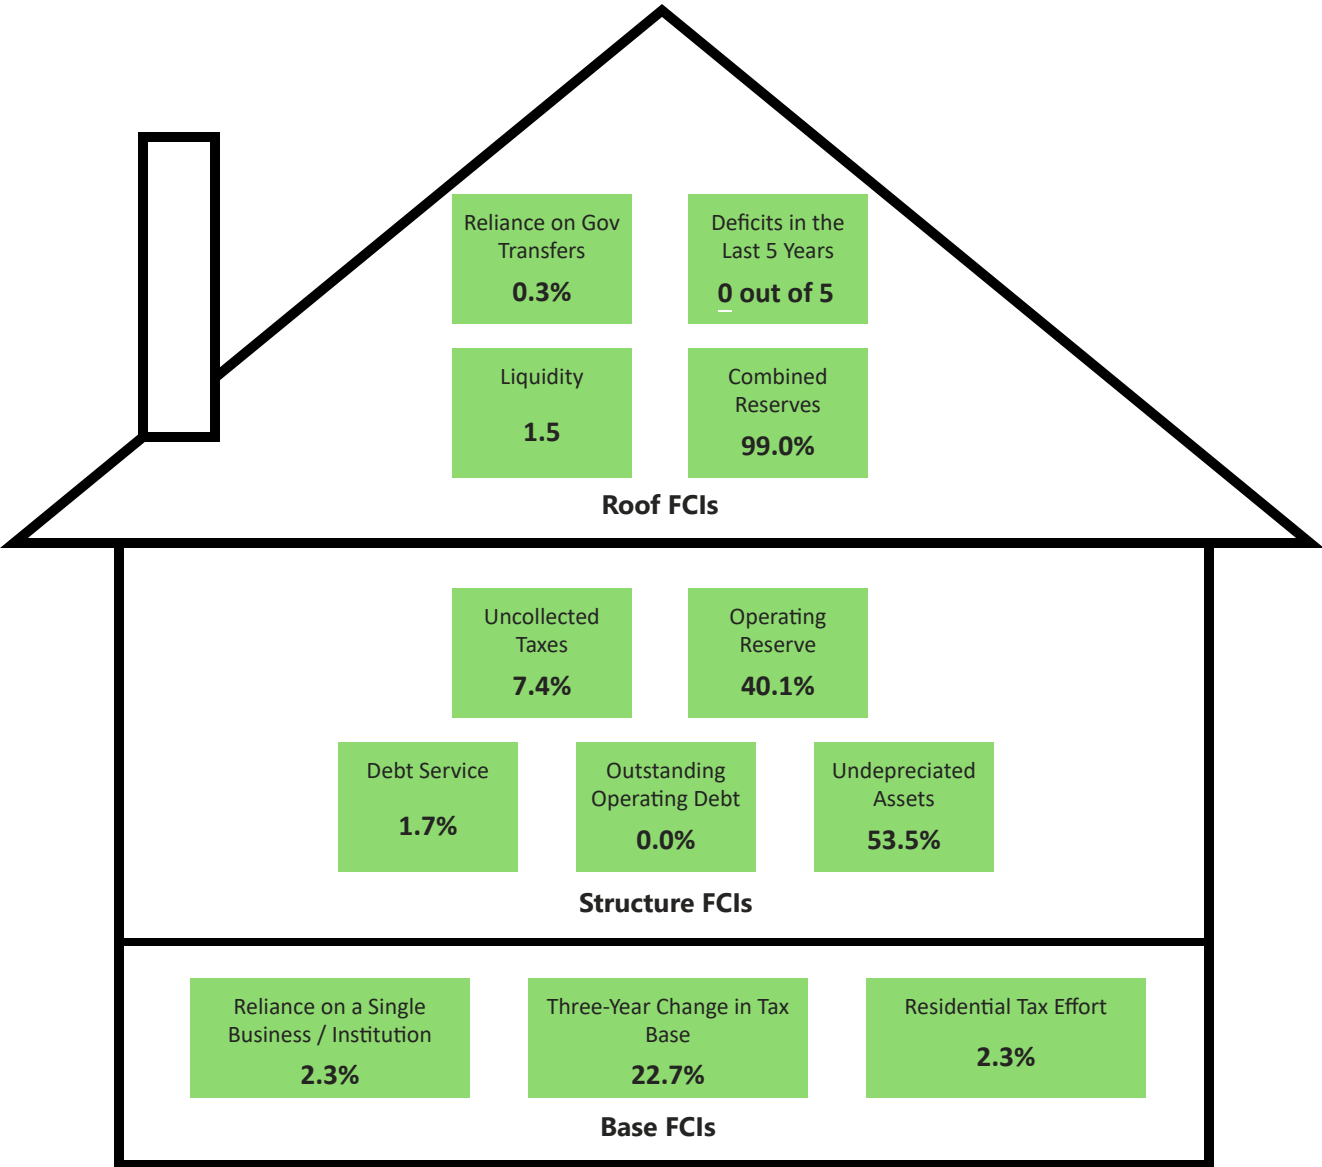 Reliance on Gov
Transfers
0.3%
Deficits in the
Last 5 Years
0 out of 5
Liquidity
1.5
Combined
Reserves
99.0%
Roof FCIs
Uncollected
Taxes
7.4%
Operating
Reserve
40.1%
Debt Service
1.7%
Outstanding
Operating Debt
0.0%
Undepreciated
Assets
53.5%
Structure FCIs
Reliance on a Single
Business / Institution
2.3%
Three-Year Change in Tax
Base
22.7%
Residential Tax Effort
2.3%
Base FCIs